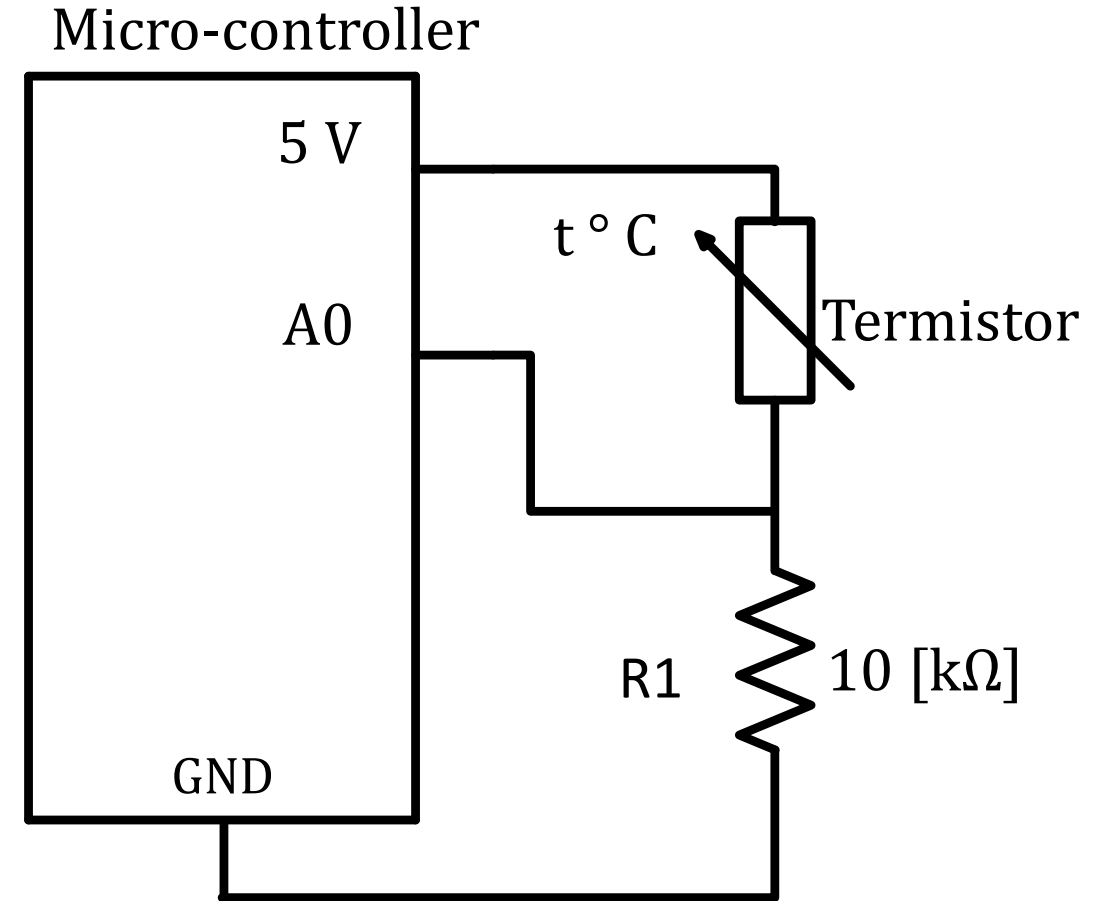 Micro-controller
5 V
t ° C
A0
Termistor
R1
10 [kΩ]
GND